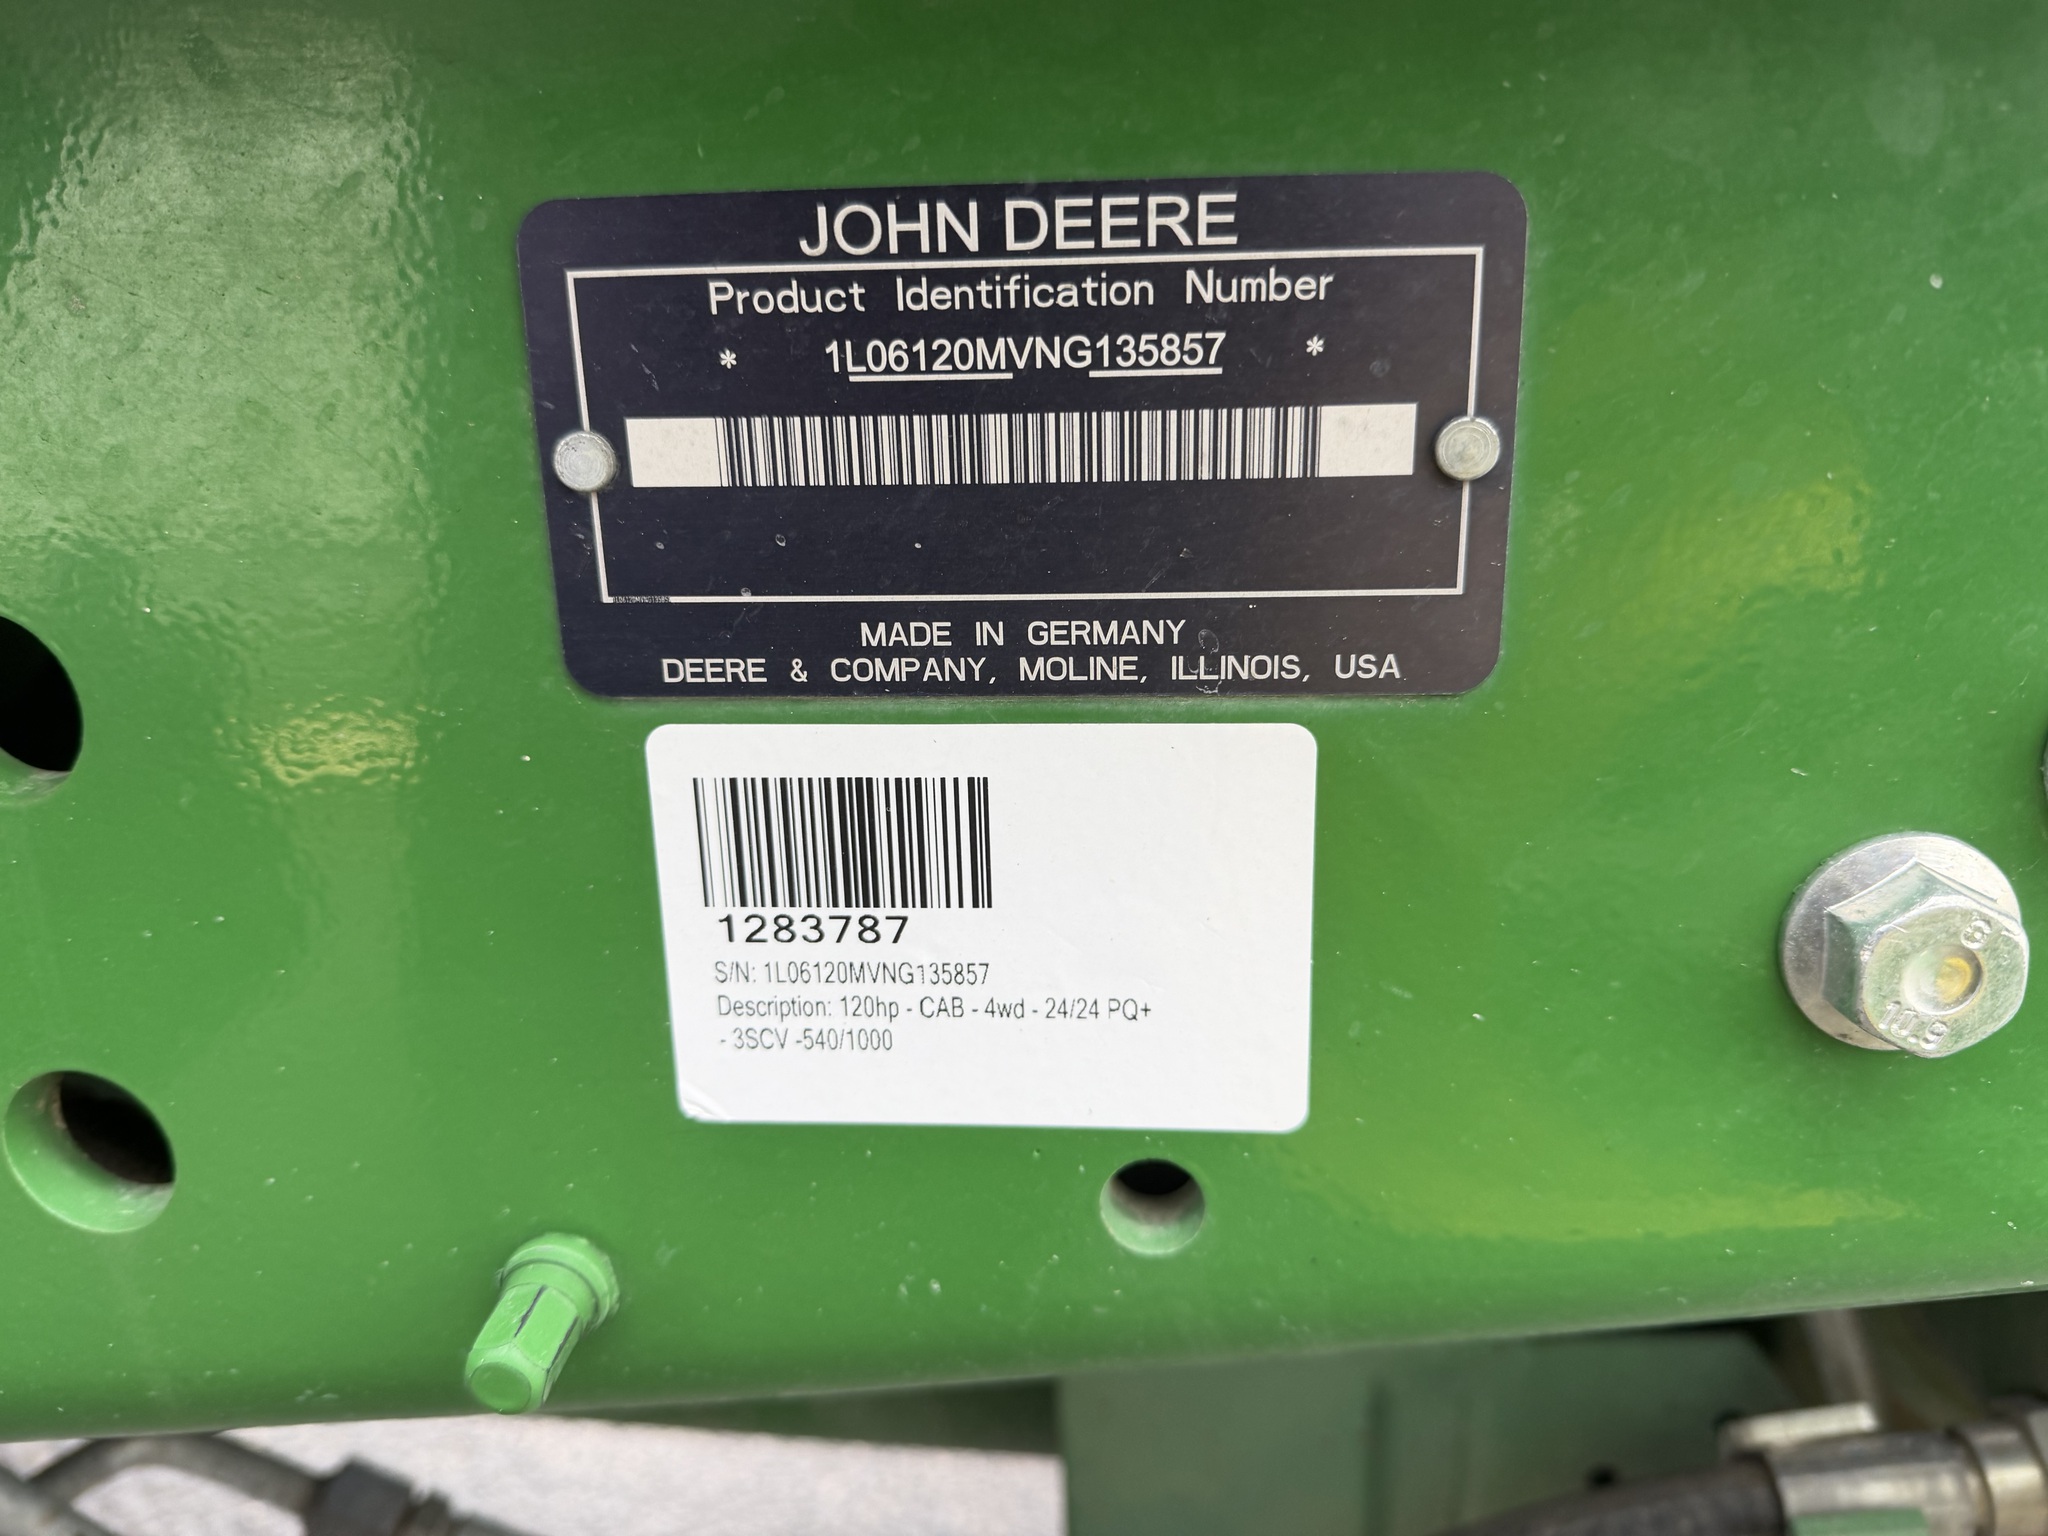 JOHN DEERE
Product Identification Number
* 1L06120MVNG135857 *
1L06120MVNG135857
MADE IN GERMANY
DEERE & COMPANY, MOLINE, ILLINOIS, USA
1283787
S/N: 1L06120MVNG135857
Description: 120hp - CAB - 4wd - 24/24 PQ+
- 3SCV -540/1000
10.9